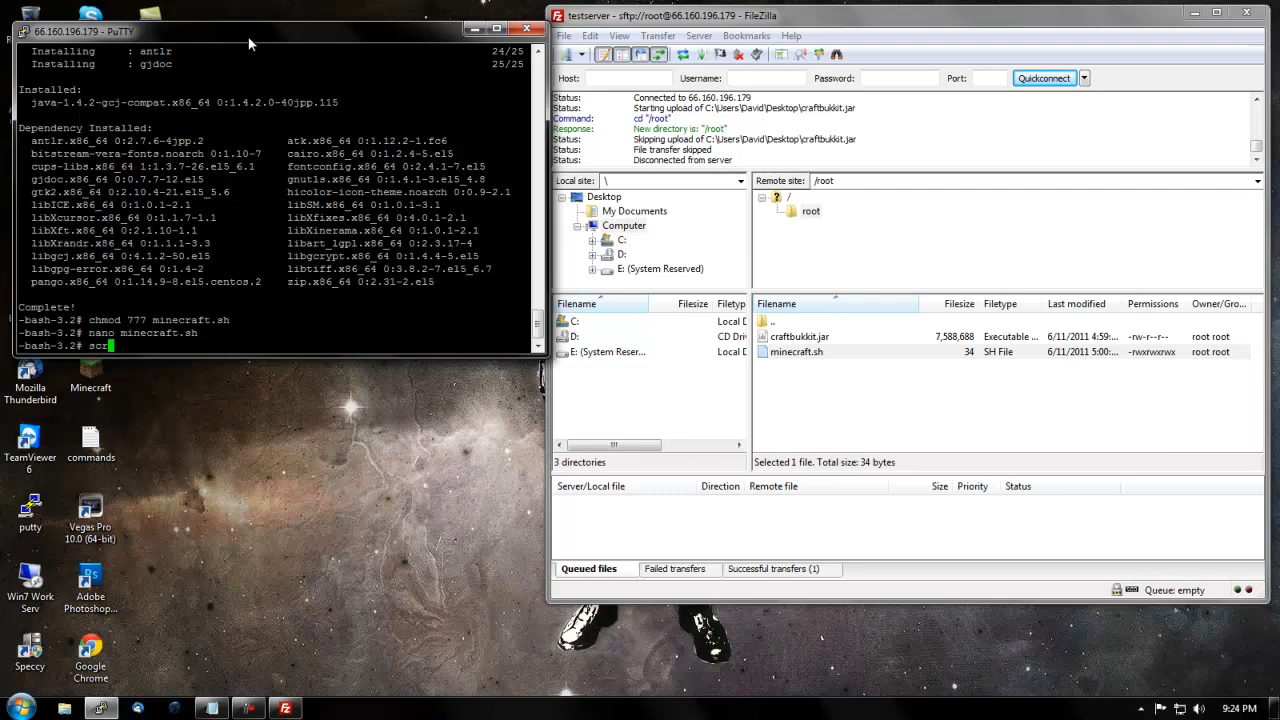 66.160.196.179 - PuTTY
Installing : antlr 24/25
Installing : gjdoc 25/25
Installed:
java-1.4.2-gcj-compat.x86_64 0:1.4.2.0-40jpp.115
Dependency Installed:
antlr.x86_64 0:2.7.6-4jpp.2 atk.x86_64 0:1.12.2-1.fc6
bitstream-vera-fonts.noarch 0:1.10-7 cairo.x86_64 0:1.2.4-5.el5
cups-libs.x86_64 1:1.3.7-26.el5_6.1 fontconfig.x86_64 0:2.4.1-7.el5
gjdoc.x86_64 0:0.7.7-12.el5 gnutls.x86_64 0:1.4.1-3.el5_4.8
gtk2.x86_64 0:2.10.4-21.el5_5.6 hicolor-icon-theme.noarch 0:0.9-2.1
libICE.x86_64 0:1.0.1-2.1 libSM.x86_64 0:1.0.1-3.1
libXcursor.x86_64 0:1.1.7-1.1 libXfixes.x86_64 0:4.0.1-2.1
libXft.x86_64 0:2.1.10-1.1 libXinerama.x86_64 0:1.0.1-2.1
libXrandr.x86_64 0:1.1.1-3.3 libart_lgpl.x86_64 0:2.3.17-4
libgcj.x86_64 0:4.1.2-50.el5 libgcrypt.x86_64 0:1.4.4-5.el5
libgpg-error.x86_64 0:1.4-2 libtiff.x86_64 0:3.8.2-7.el5_6.7
pango.x86_64 0:1.14.9-8.el5.centos.2 zip.x86_64 0:2.31-2.el5
Complete!
-bash-3.2# chmod 777 minecraft.sh
-bash-3.2# nano minecraft.sh
-bash-3.2# scr
testserver - sftp://root@66.160.196.179 - FileZilla
File Edit View Transfer Server Bookmarks Help
Host: Username: Password: Port: Quickconnect
Status: Connected to 66.160.196.179
Status: Starting upload of C:\Users\David\Desktop\craftbukkit.jar
Command: cd "/root"
Response: New directory is: "/root"
Status: Skipping upload of C:\Users\David\Desktop\craftbukkit.jar
Status: File transfer skipped
Status: Disconnected from server
Local site: \
Desktop
My Documents
Computer
C:
D:
E: (System Reserved)
Remote site: /root
/
root
Filename Filesize Filetyp
C: Local D
D: CD Driv
E: (System Reser... Local D
3 directories
Filename Filesize Filetype Last modified Permissions Owner/Gro...
..
craftbukkit.jar 7,588,688 Executable ... 6/11/2011 4:59:... -rw-r--r-- root root
minecraft.sh 34 SH File 6/11/2011 5:00:... -rwxrwxrwx root root
Selected 1 file. Total size: 34 bytes
Server/Local file Direction Remote file Size Priority Status
Queued files Failed transfers Successful transfers (1)
Queue: empty
Mozilla Thunderbird
Minecraft
TeamViewer 6
commands
putty
Vegas Pro 10.0 (64-bit)
Win7 Work Serv
Adobe Photoshop...
Speccy
Google Chrome
9:24 PM